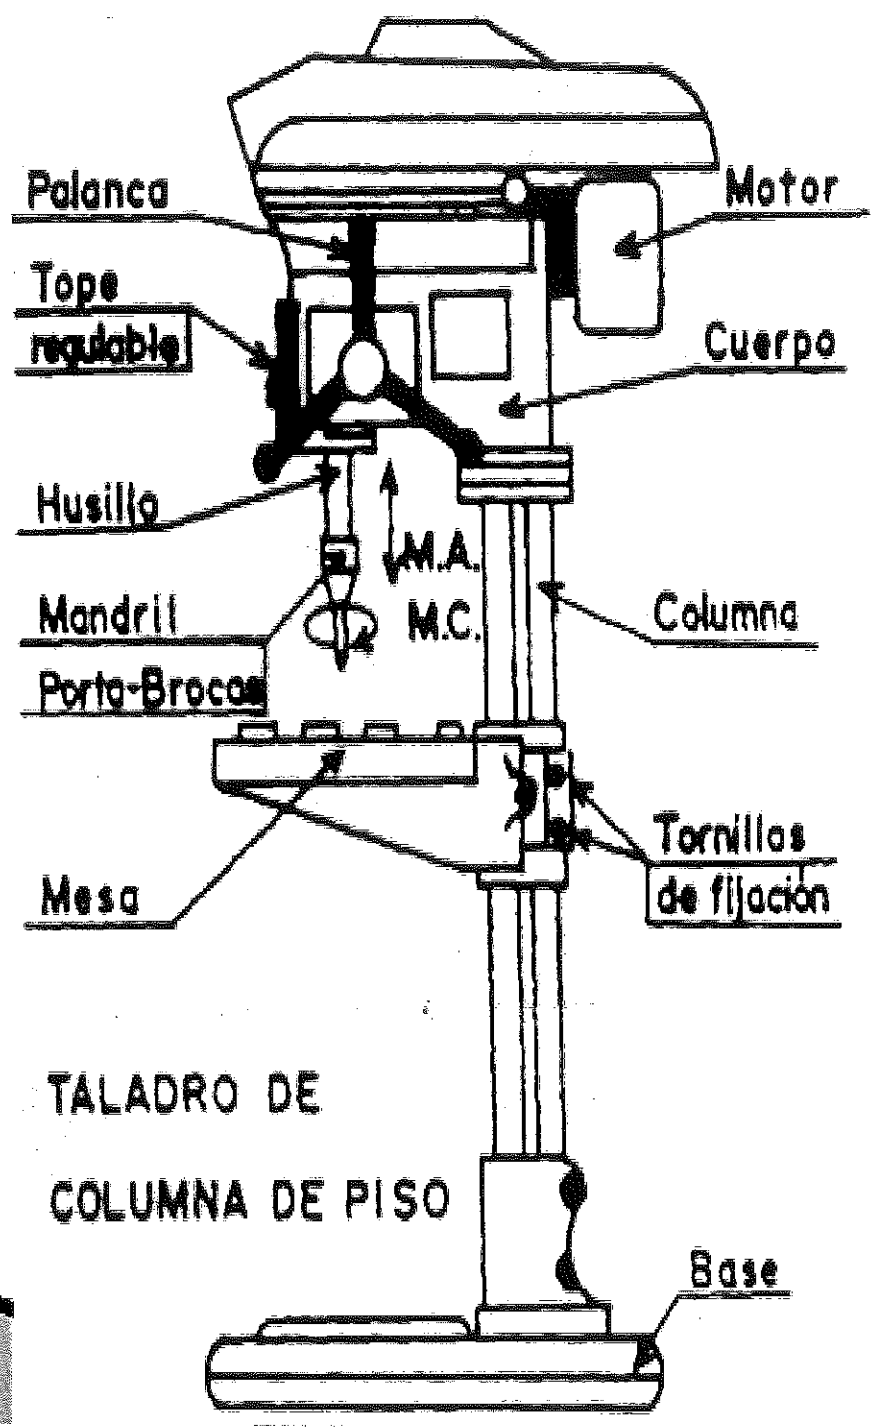 Palanca
Motor
Tope
regulable
Cuerpo
Husillo
M.A.
Mandril
M.C.
Columna
Porta-Brocas
Tornillos
de fijación
Mesa
TALADRO DE
COLUMNA DE PISO
Base